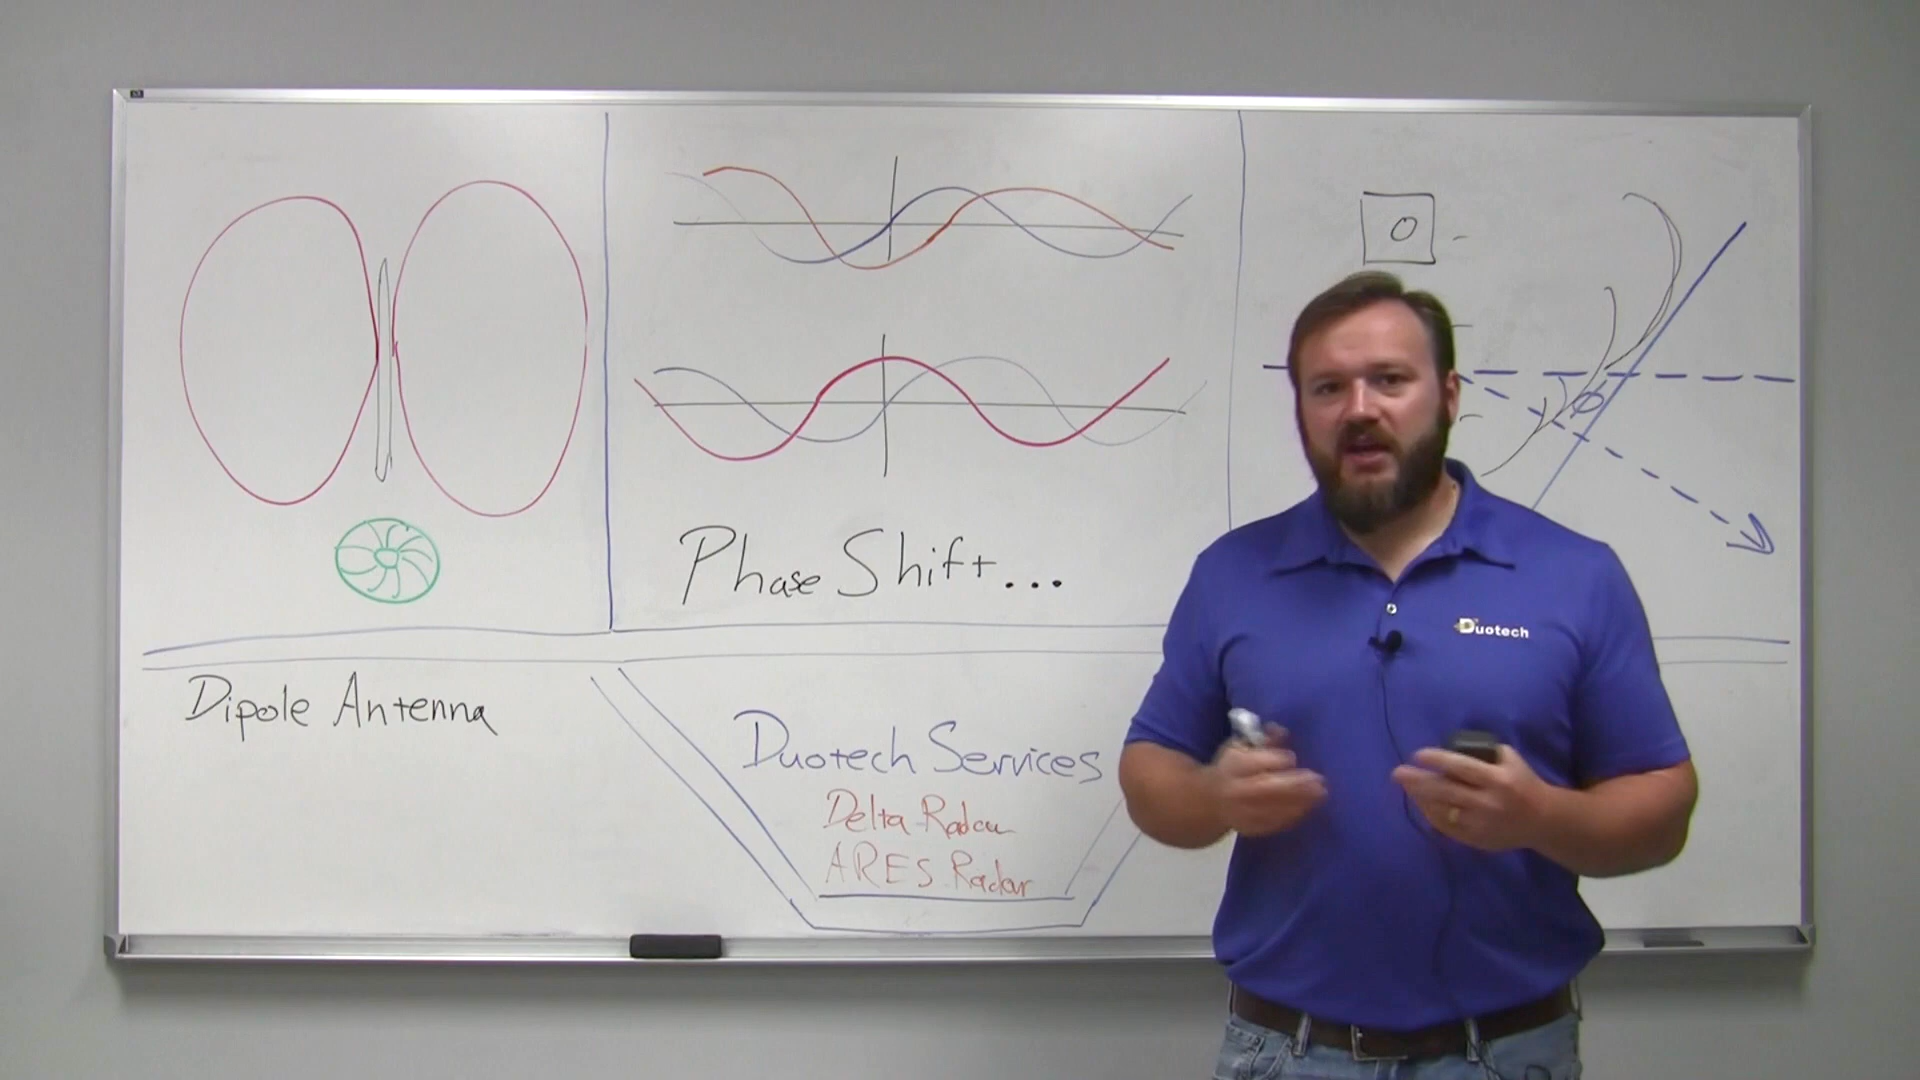 Phase Shift...
Dipole Antenna
Duotech Services
Delta Radar
ARES Radar
Duotech